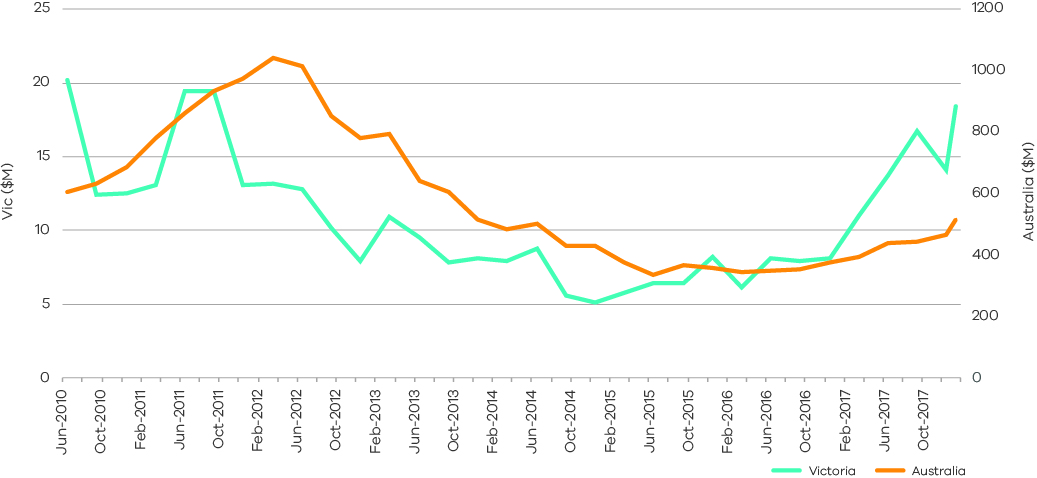 25
20
15
10
5
0
Vic ($M)
1200
1000
800
600
400
200
0
Australia ($M)
Jun-2010
Oct-2010
Feb-2011
Jun-2011
Oct-2011
Feb-2012
Jun-2012
Oct-2012
Feb-2013
Jun-2013
Oct-2013
Feb-2014
Jun-2014
Oct-2014
Feb-2015
Jun-2015
Oct-2015
Feb-2016
Jun-2016
Oct-2016
Feb-2017
Jun-2017
Oct-2017
Victoria
Australia